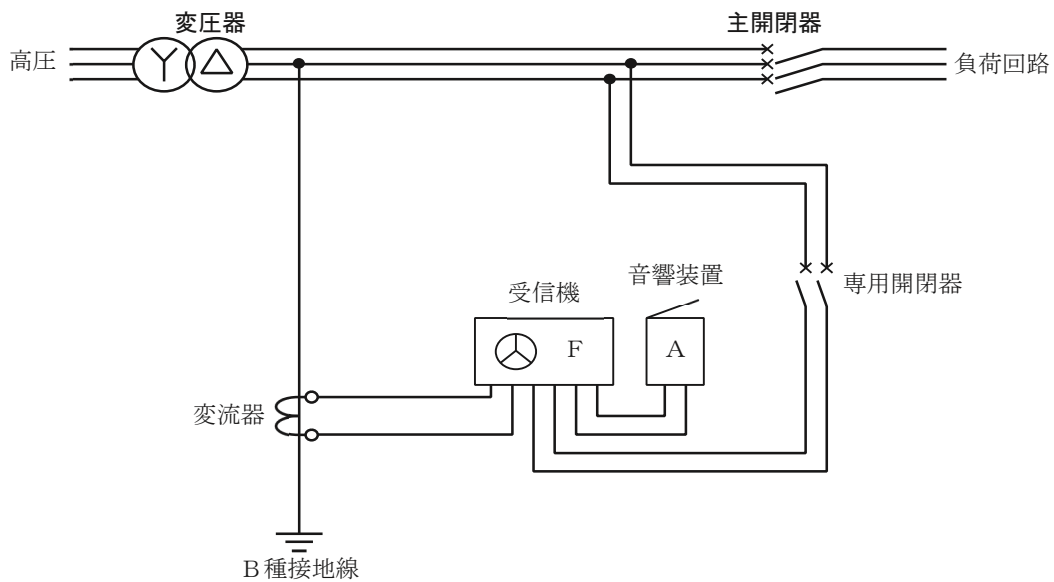 変圧器
主開閉器
高圧
負荷回路
音響装置
専用開閉器
受信機
F
A
変流器
B種接地線